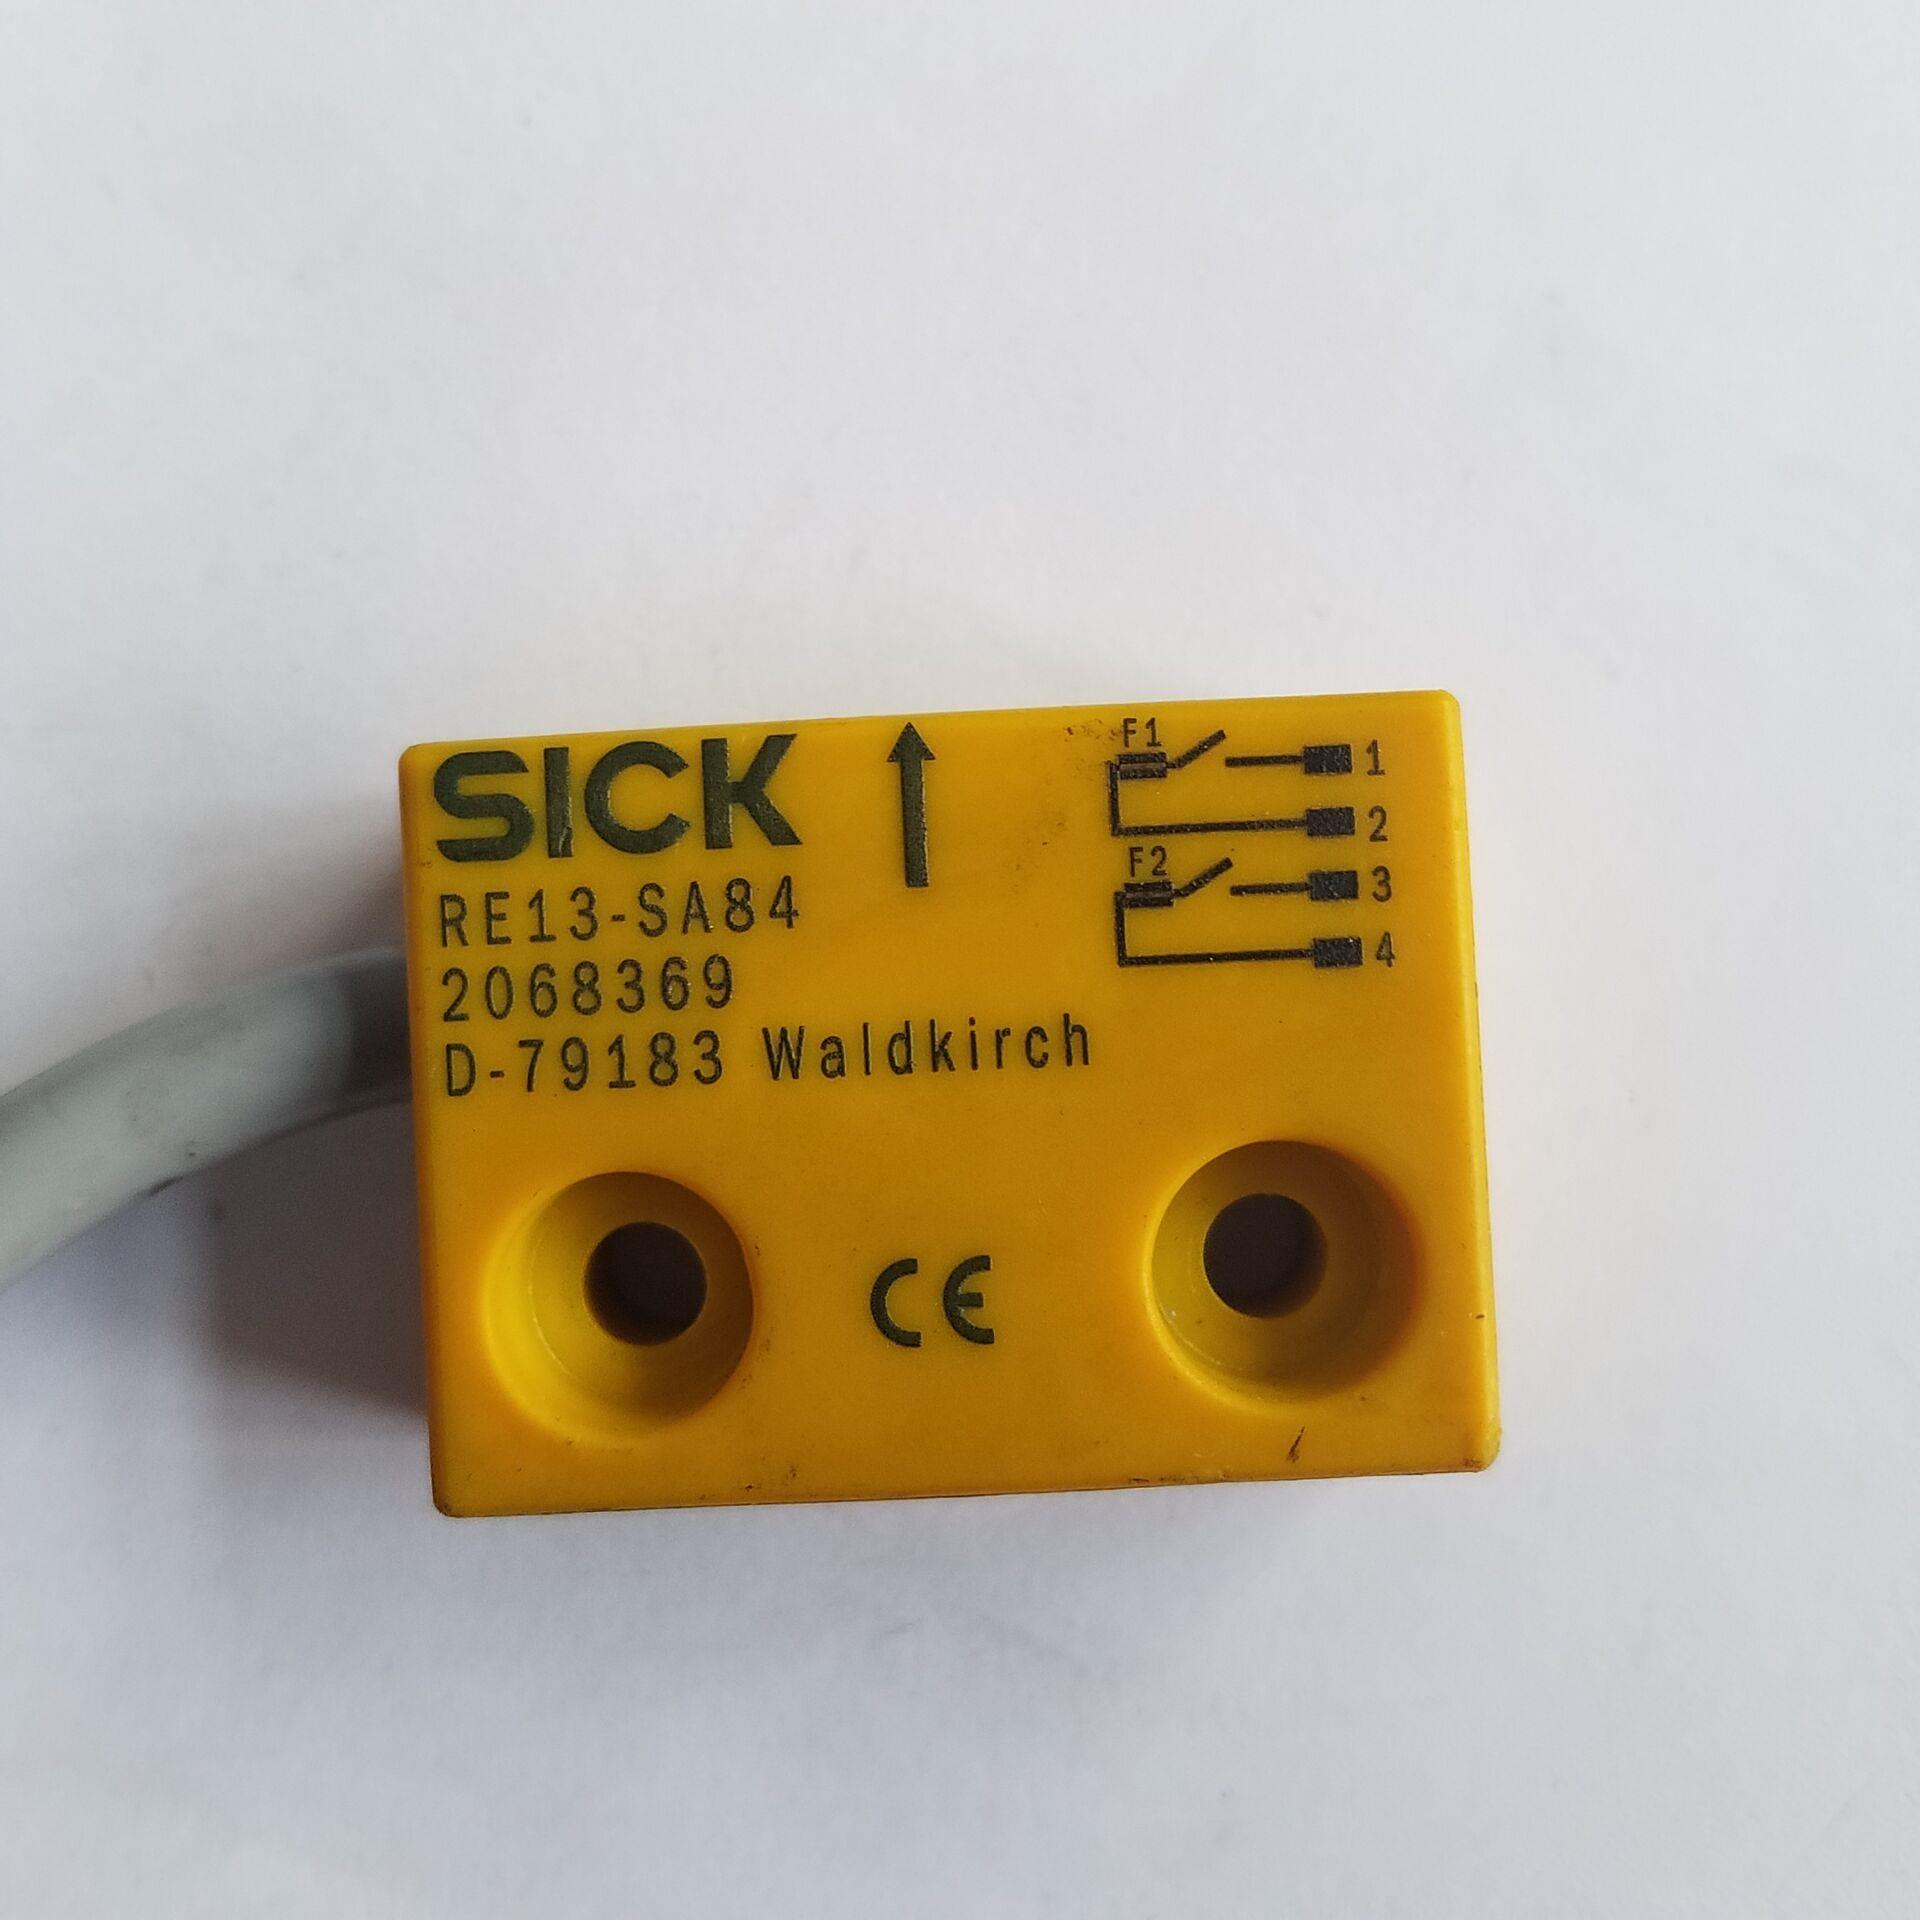 SICK
RE13-SA84
2068369
D-79183 Waldkirch
F1
1
2
F2
3
4
CE